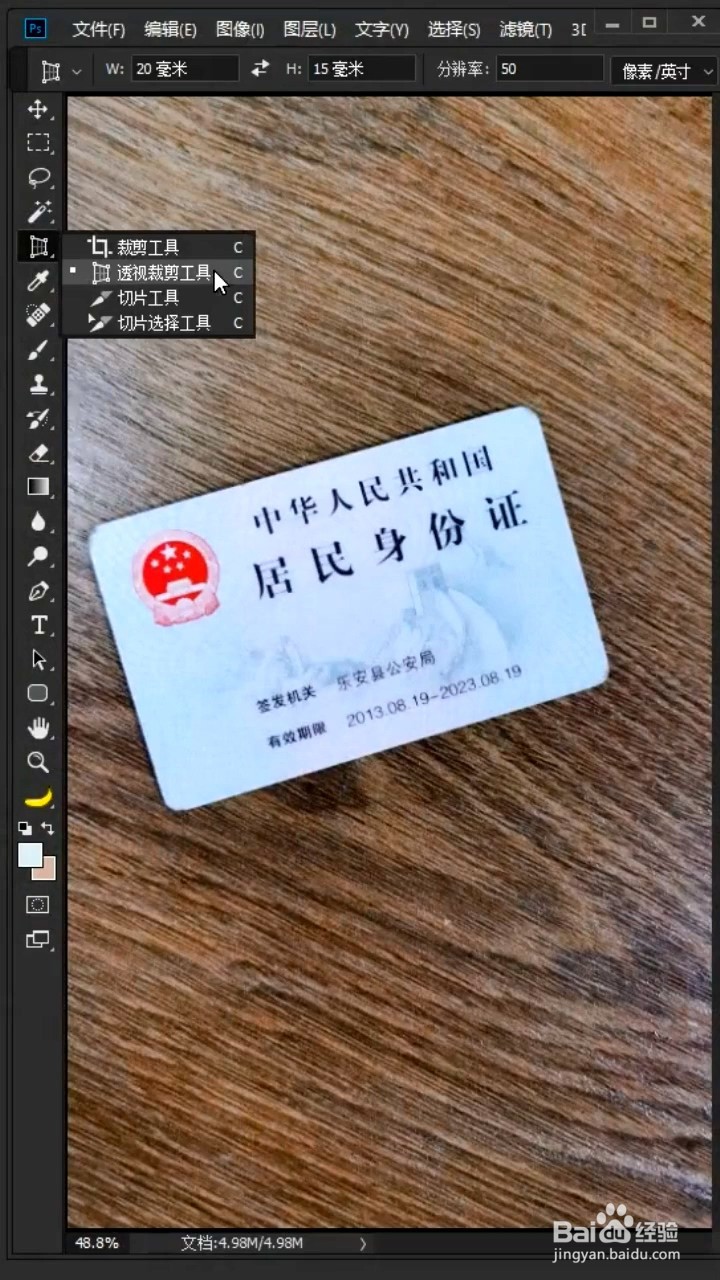 Ps 文件(F) 编辑(E) 图像(I) 图层(L) 文字(Y) 选择(S) 滤镜(T) 3D
W: 20 毫米 H: 15 毫米 分辨率: 50 像素/英寸
裁剪工具 C
透视裁剪工具 C
切片工具 C
切片选择工具 C
中华人民共和国
居民身份证
签发机关 乐安县公安局
有效期限 2013.08.19-2023.08.19
T
48.8% 文档:4.98M/4.98M
Bai du 经验
jingyan.baidu.com